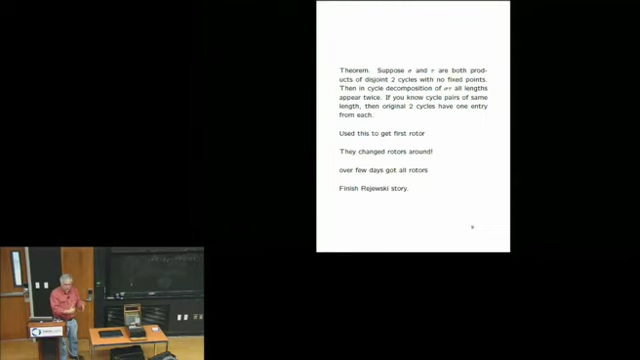 Theorem. Suppose σ and τ are both prod-
ucts of disjoint 2 cycles with no fixed points.
Then in cycle decomposition of στ all lengths
appear twice. If you know cycle pairs of same
length, then original 2 cycles have one entry
from each.
Used this to get first rotor
They changed rotors around!
over few days got all rotors
Finish Rejewski story.